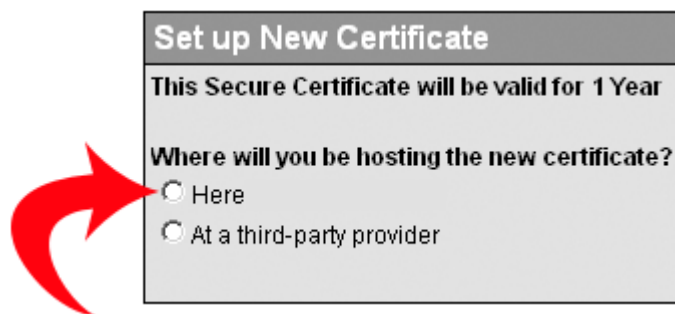 Set up New Certificate
This Secure Certificate will be valid for 1 Year
Where will you be hosting the new certificate?
Here
At a third-party provider